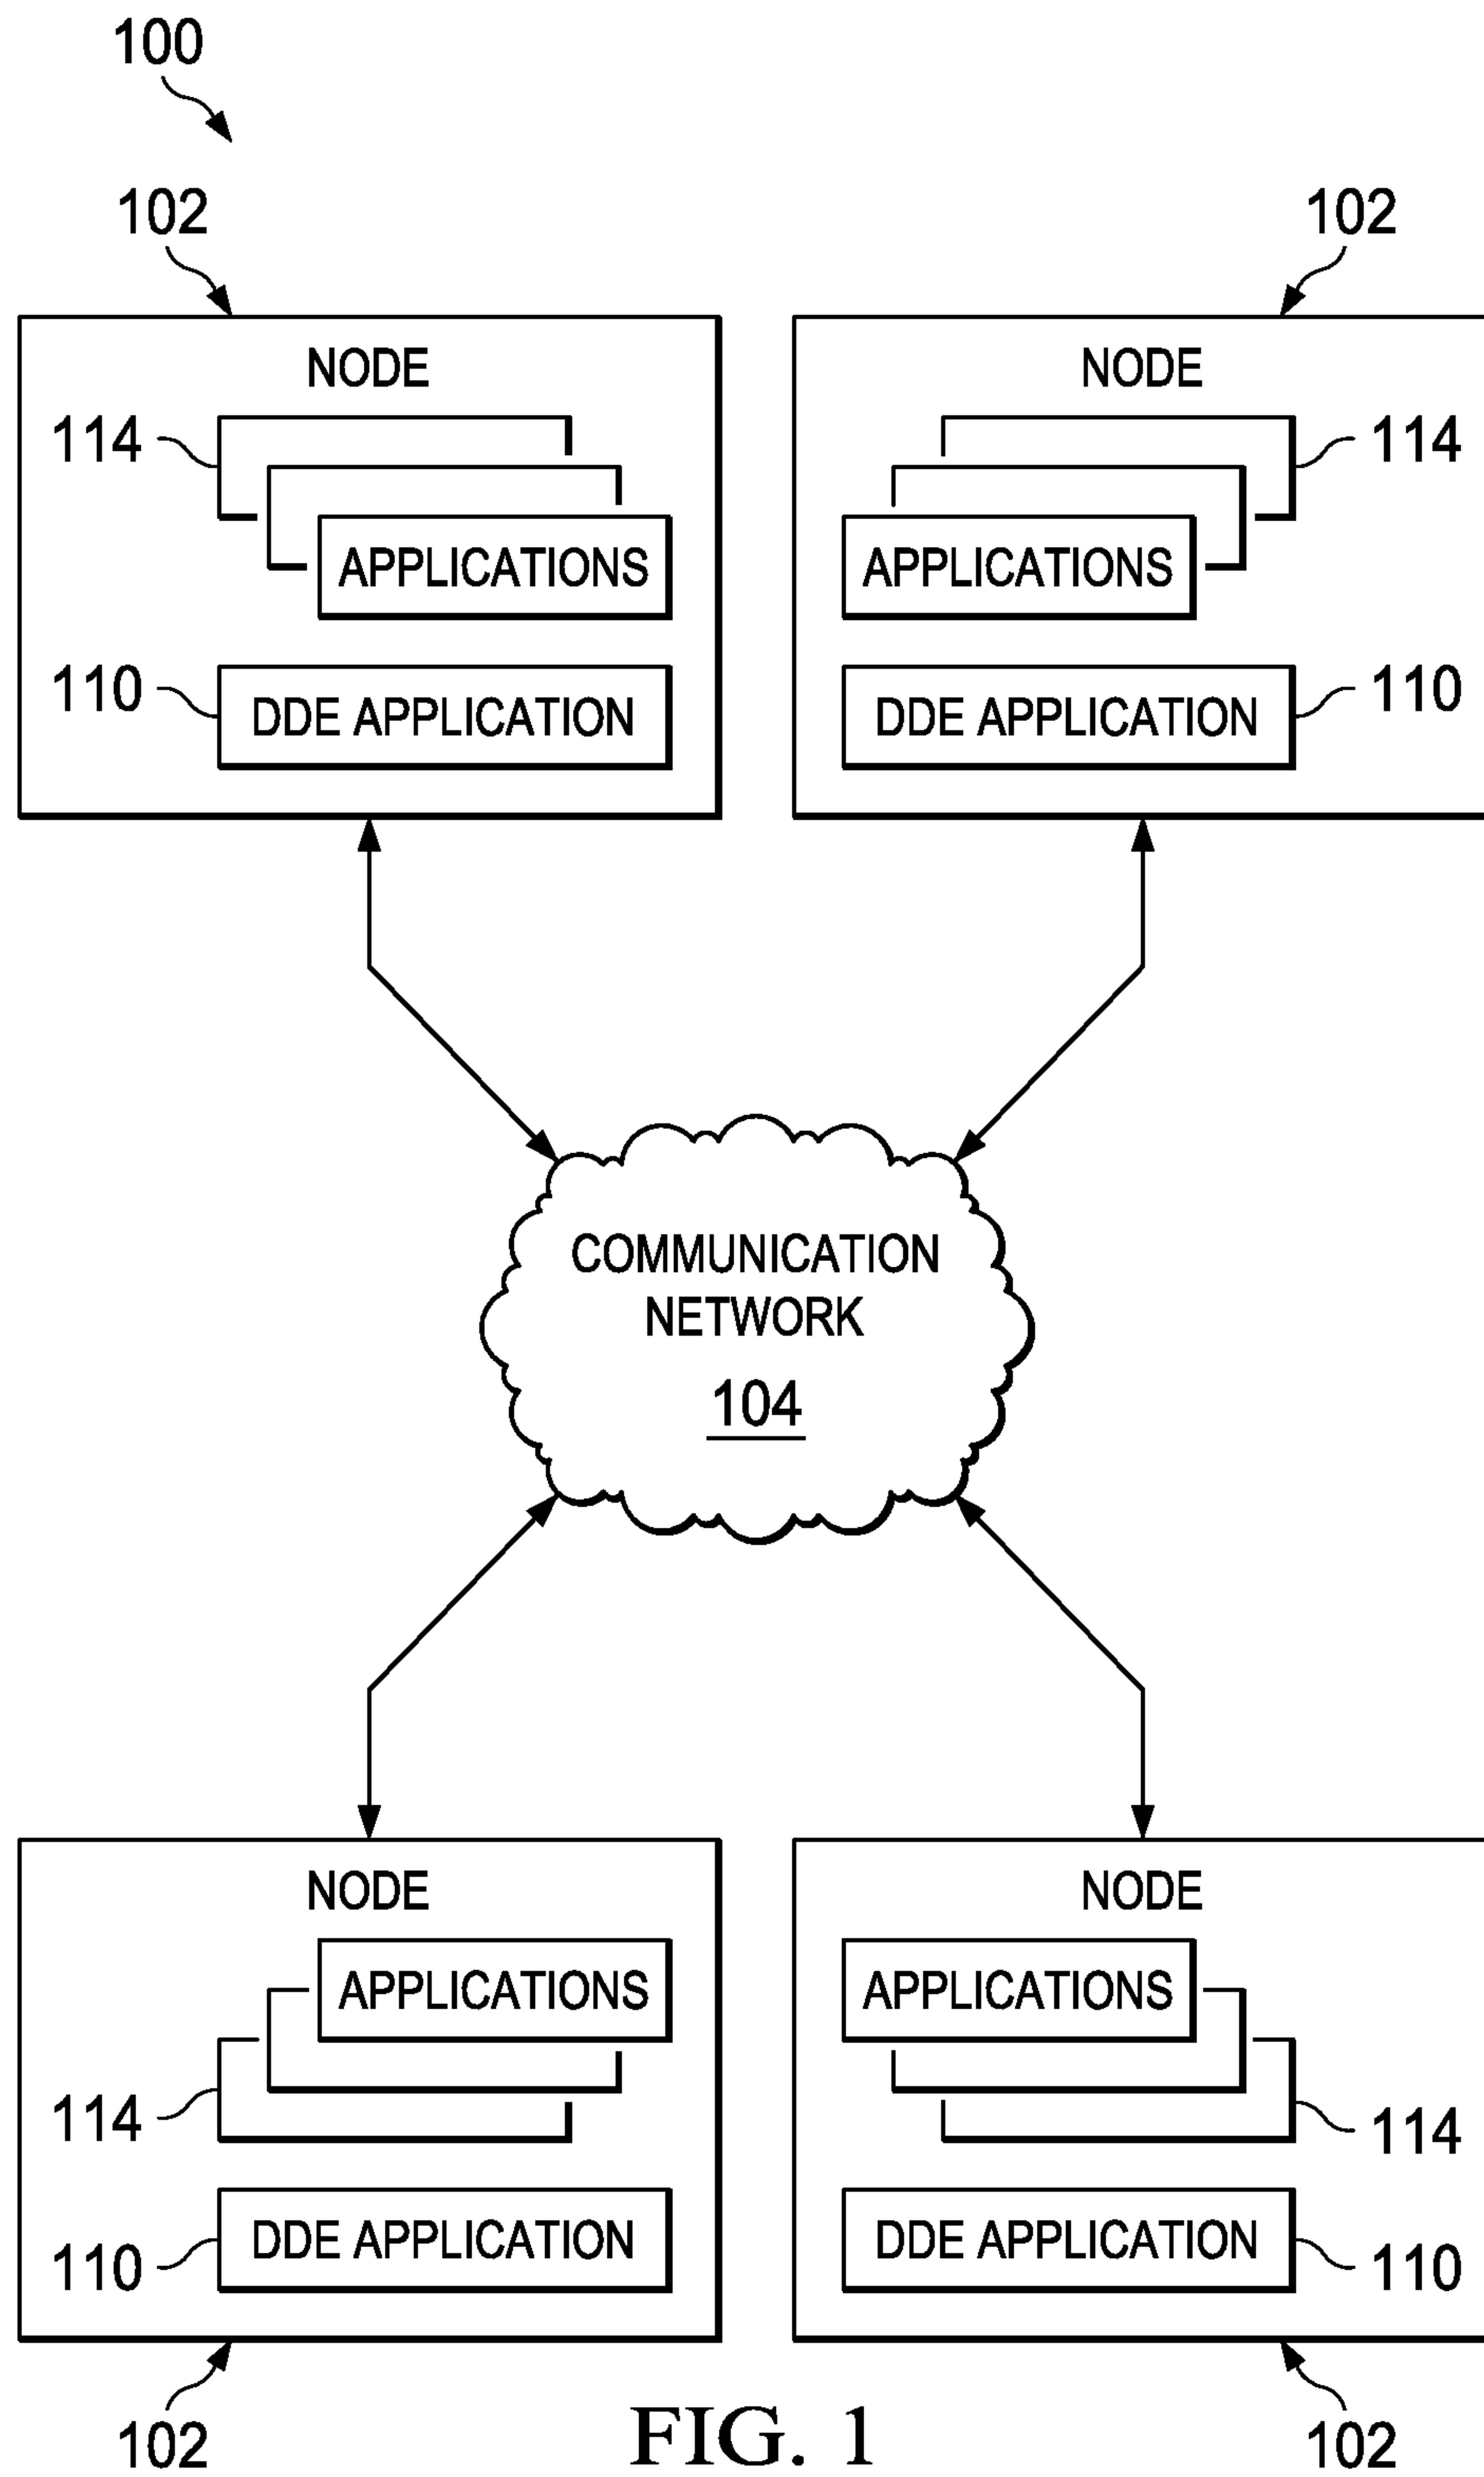 100
102 102
NODE NODE
114 114
APPLICATIONS APPLICATIONS
110 DDE APPLICATION DDE APPLICATION 110
COMMUNICATION
NETWORK
104
NODE NODE
APPLICATIONS APPLICATIONS
114 114
110 DDE APPLICATION DDE APPLICATION 110
102 FIG. 1 102